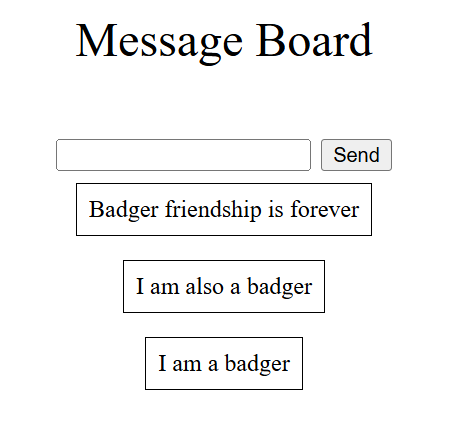 Message Board
Send
Badger friendship is forever
I am also a badger
I am a badger